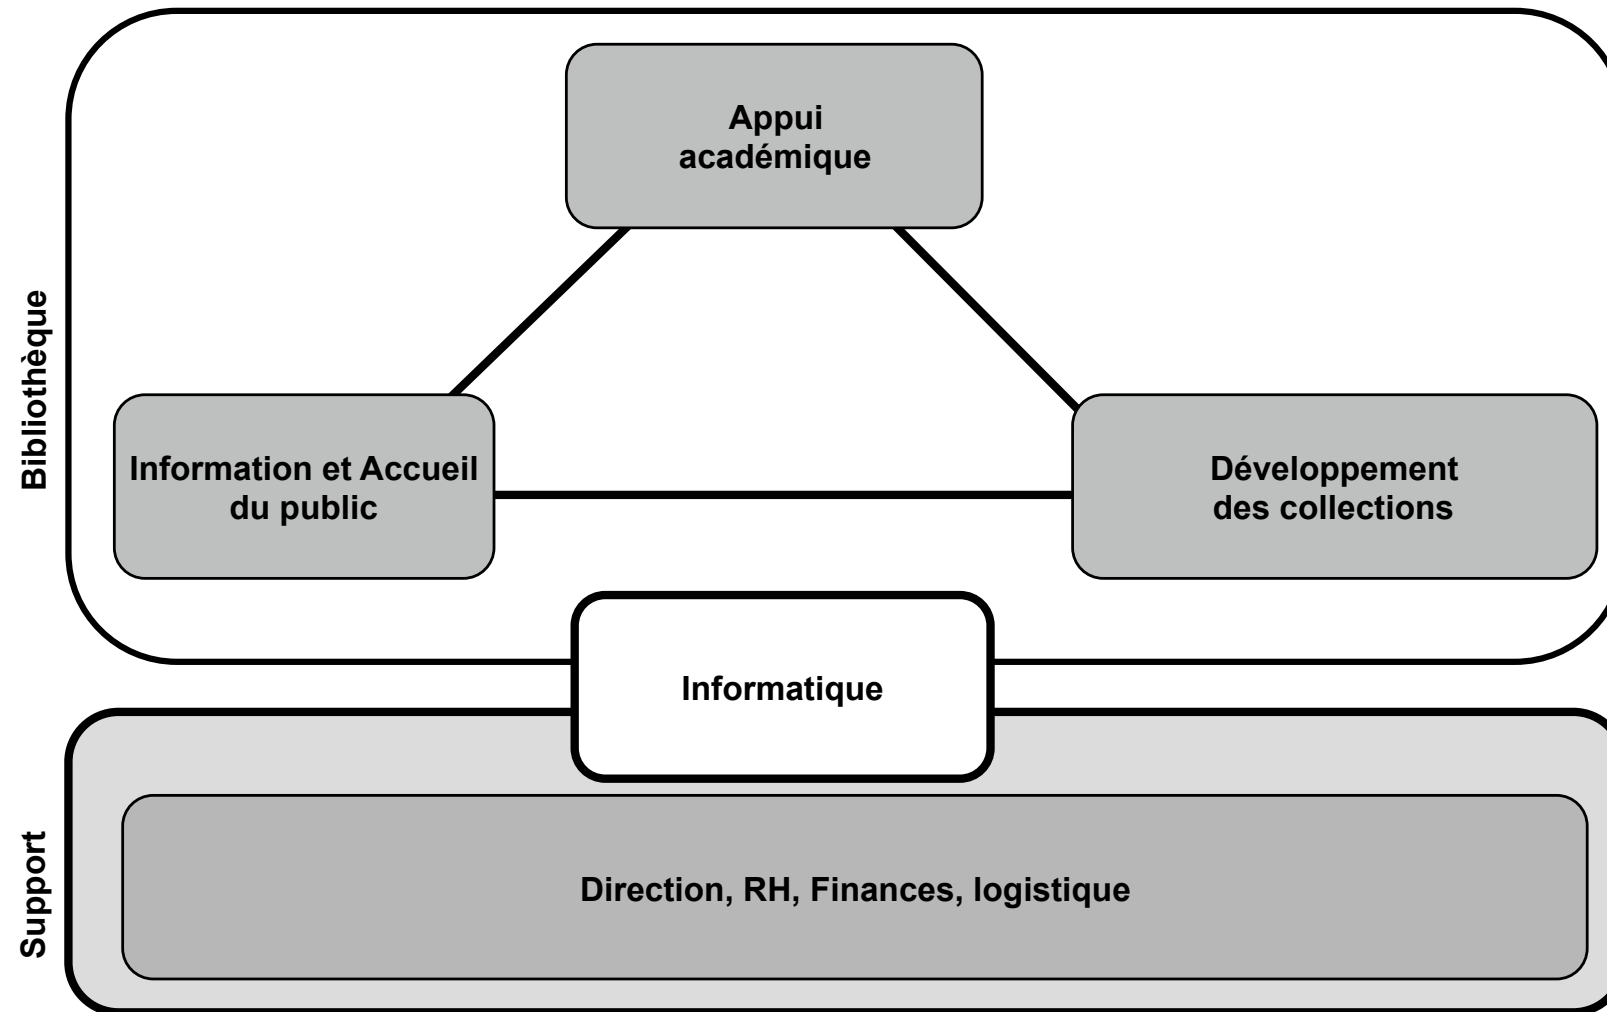 Bibliothèque
Appui
académique
Information et Accueil
du public
Développement
des collections
Informatique
Support
Direction, RH, Finances, logistique